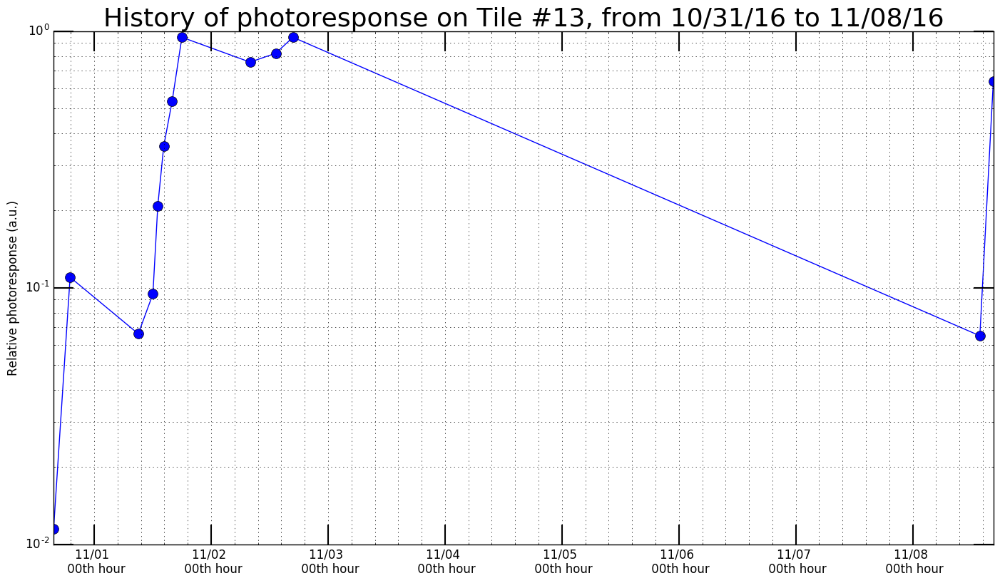 History of photoresponse on Tile #13, from 10/31/16 to 11/08/16
Relative photoresponse (a.u.)
10^0
10^-1
10^-2
11/01 11/02 11/03 11/04 11/05 11/06 11/07 11/08
00th hour 00th hour 00th hour 00th hour 00th hour 00th hour 00th hour 00th hour